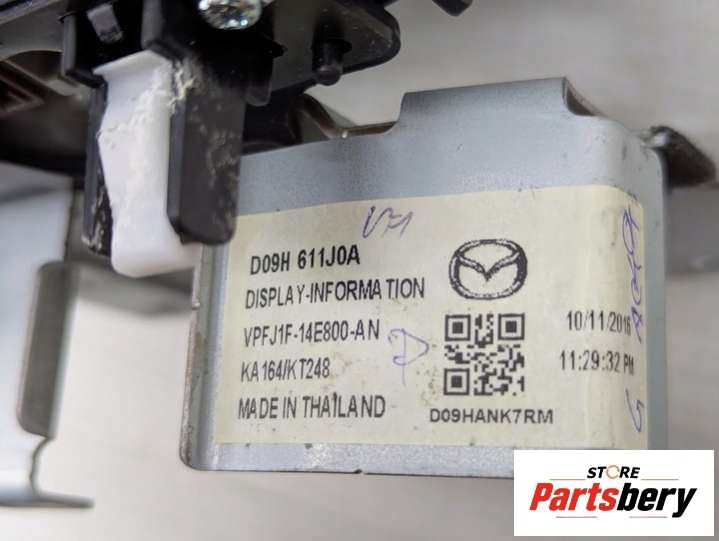 D09H 611J0A
DISPLAY-INFORMATION
VPFJ1F-14E800-AN
KA164/KT248
MADE IN THAILAND
10/11/2016
11:29:32 PM
D09HANK7RM
STORE
Partsbery